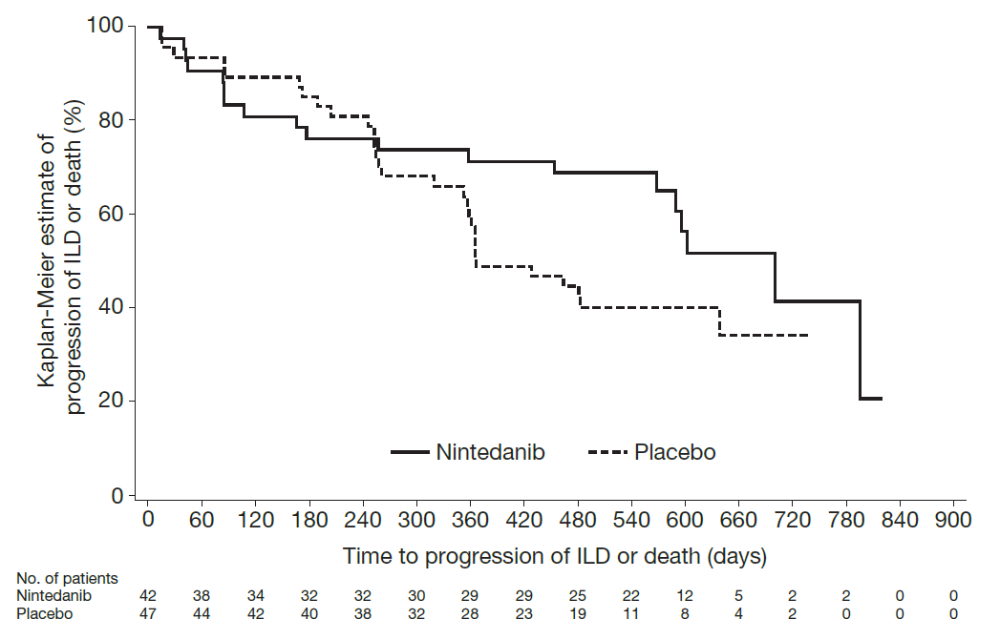 Kaplan-Meier estimate of
progression of ILD or death (%)
100
80
60
40
20
0
Nintedanib
Placebo
0 60 120 180 240 300 360 420 480 540 600 660 720 780 840 900
Time to progression of ILD or death (days)
No. of patients
Nintedanib 42 38 34 32 32 30 29 29 25 22 12 5 2 2 0 0
Placebo 47 44 42 40 38 32 28 23 19 11 8 4 2 0 0 0